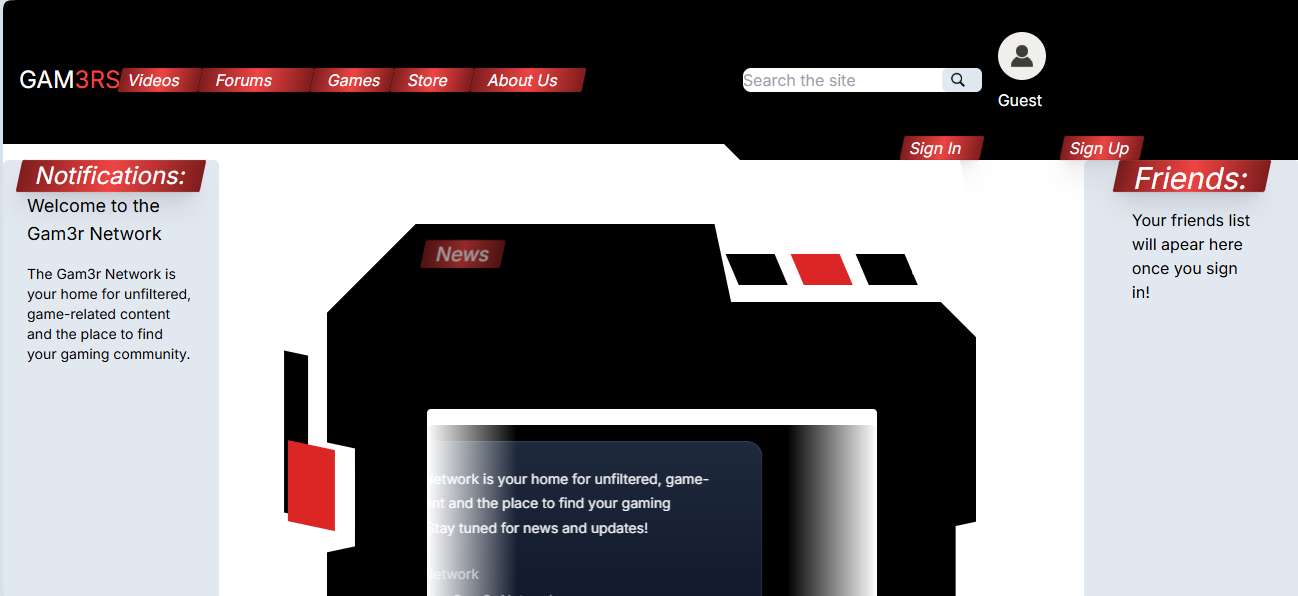 GAM3RS Videos Forums Games Store About Us Search the site
Guest
Sign In Sign Up
Notifications:
Welcome to the
Gam3r Network
The Gam3r Network is
your home for unfiltered,
game-related content
and the place to find
your gaming community.
News
is your home for unfiltered, game-
and the place to find your gaming
tuned for news and updates!
Friends:
Your friends list
will apear here
once you sign
in!